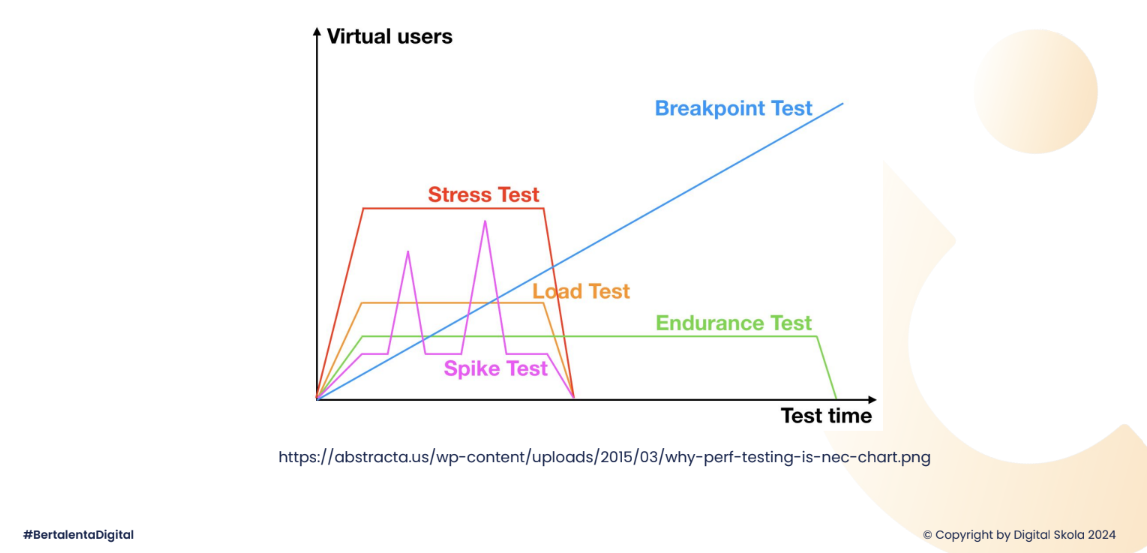 Virtual users
Breakpoint Test
Stress Test
Load Test
Endurance Test
Spike Test
Test time
https://abstracta.us/wp-content/uploads/2015/03/why-perf-testing-is-nec-chart.png
#BertalentaDigital
© Copyright by Digital Skola 2024